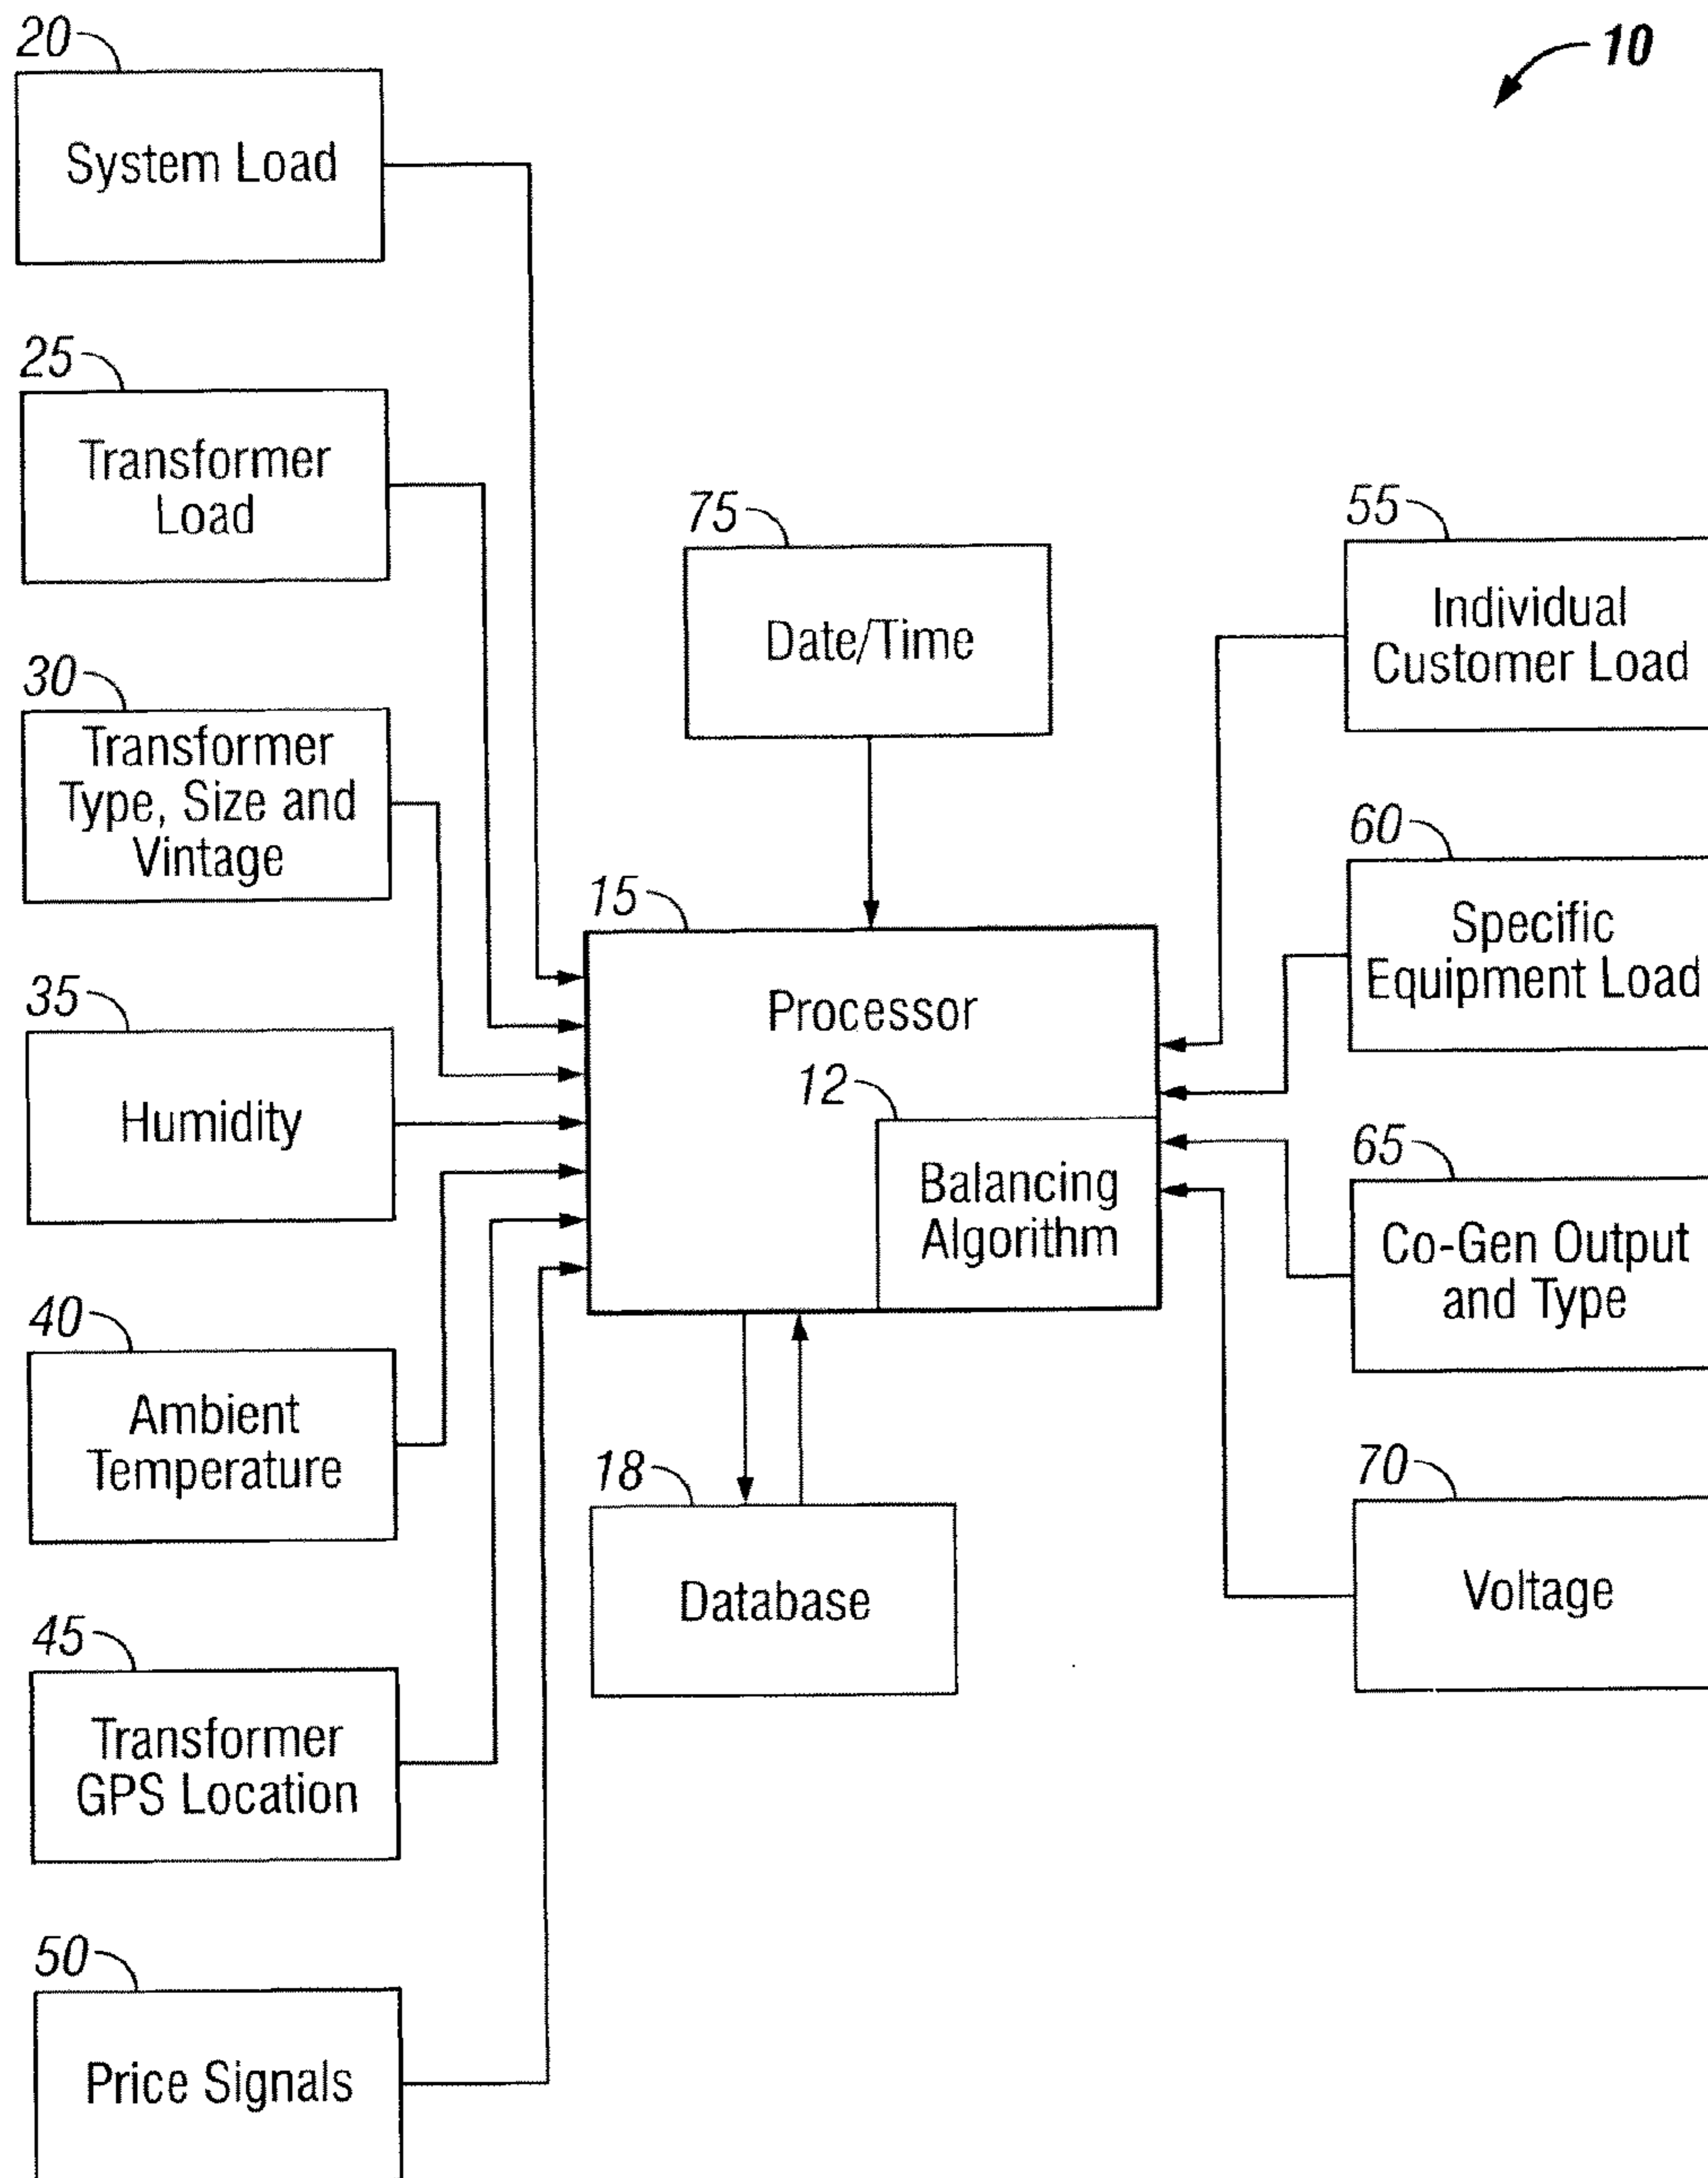 10
20
System Load
25
Transformer
Load
30
Transformer
Type, Size and
Vintage
35
Humidity
40
Ambient
Temperature
45
Transformer
GPS Location
50
Price Signals
75
Date/Time
15
Processor
12
Balancing
Algorithm
18
Database
55
Individual
Customer Load
60
Specific
Equipment Load
65
Co-Gen Output
and Type
70
Voltage